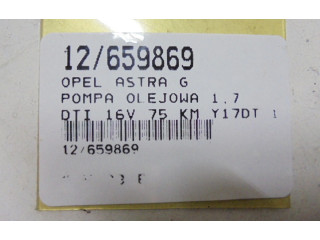 12/659869
OPEL ASTRA G
POMPA OLEJOWA 1.7
DTI 16V 75 KM Y17DT 1
12/659869